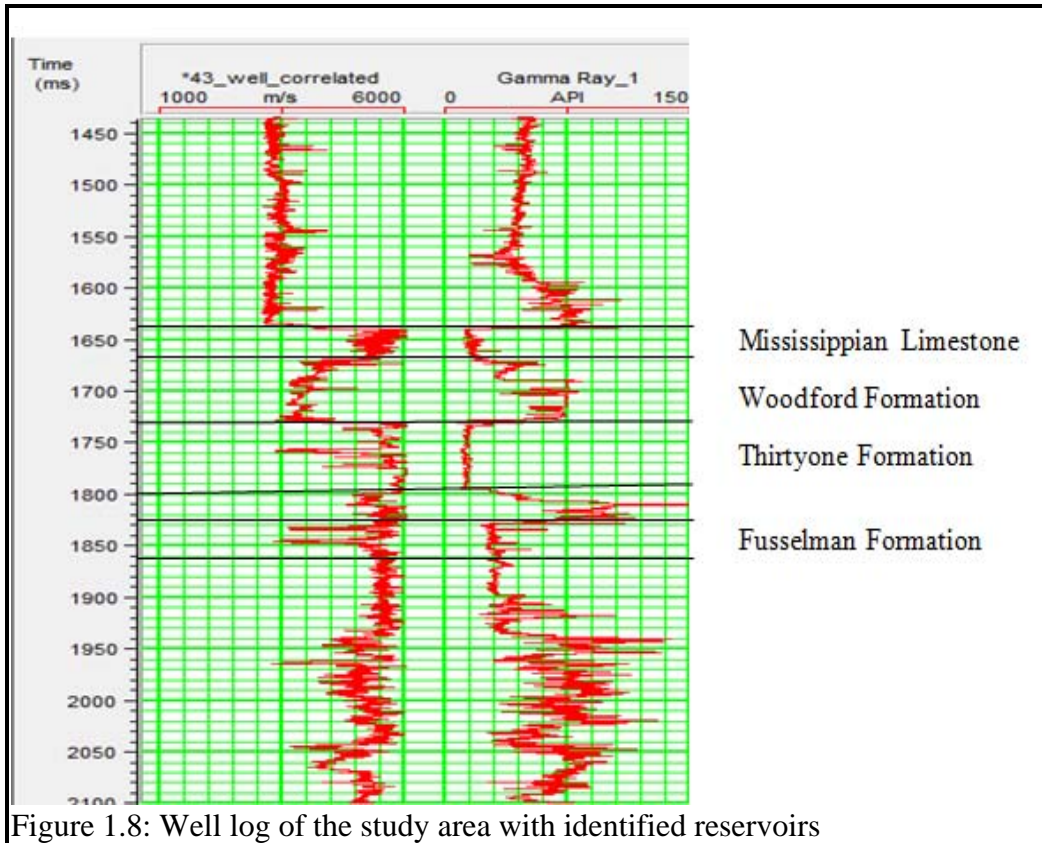 Time
(ms)
*43_well_correlated
Gamma Ray_1
1000 m/s 6000
0 API 150
1450
1500
1550
1600
1650
1700
1750
1800
1850
1900
1950
2000
2050
2100
Mississippian Limestone
Woodford Formation
Thirtyone Formation
Fusselman Formation
Figure 1.8: Well log of the study area with identified reservoirs